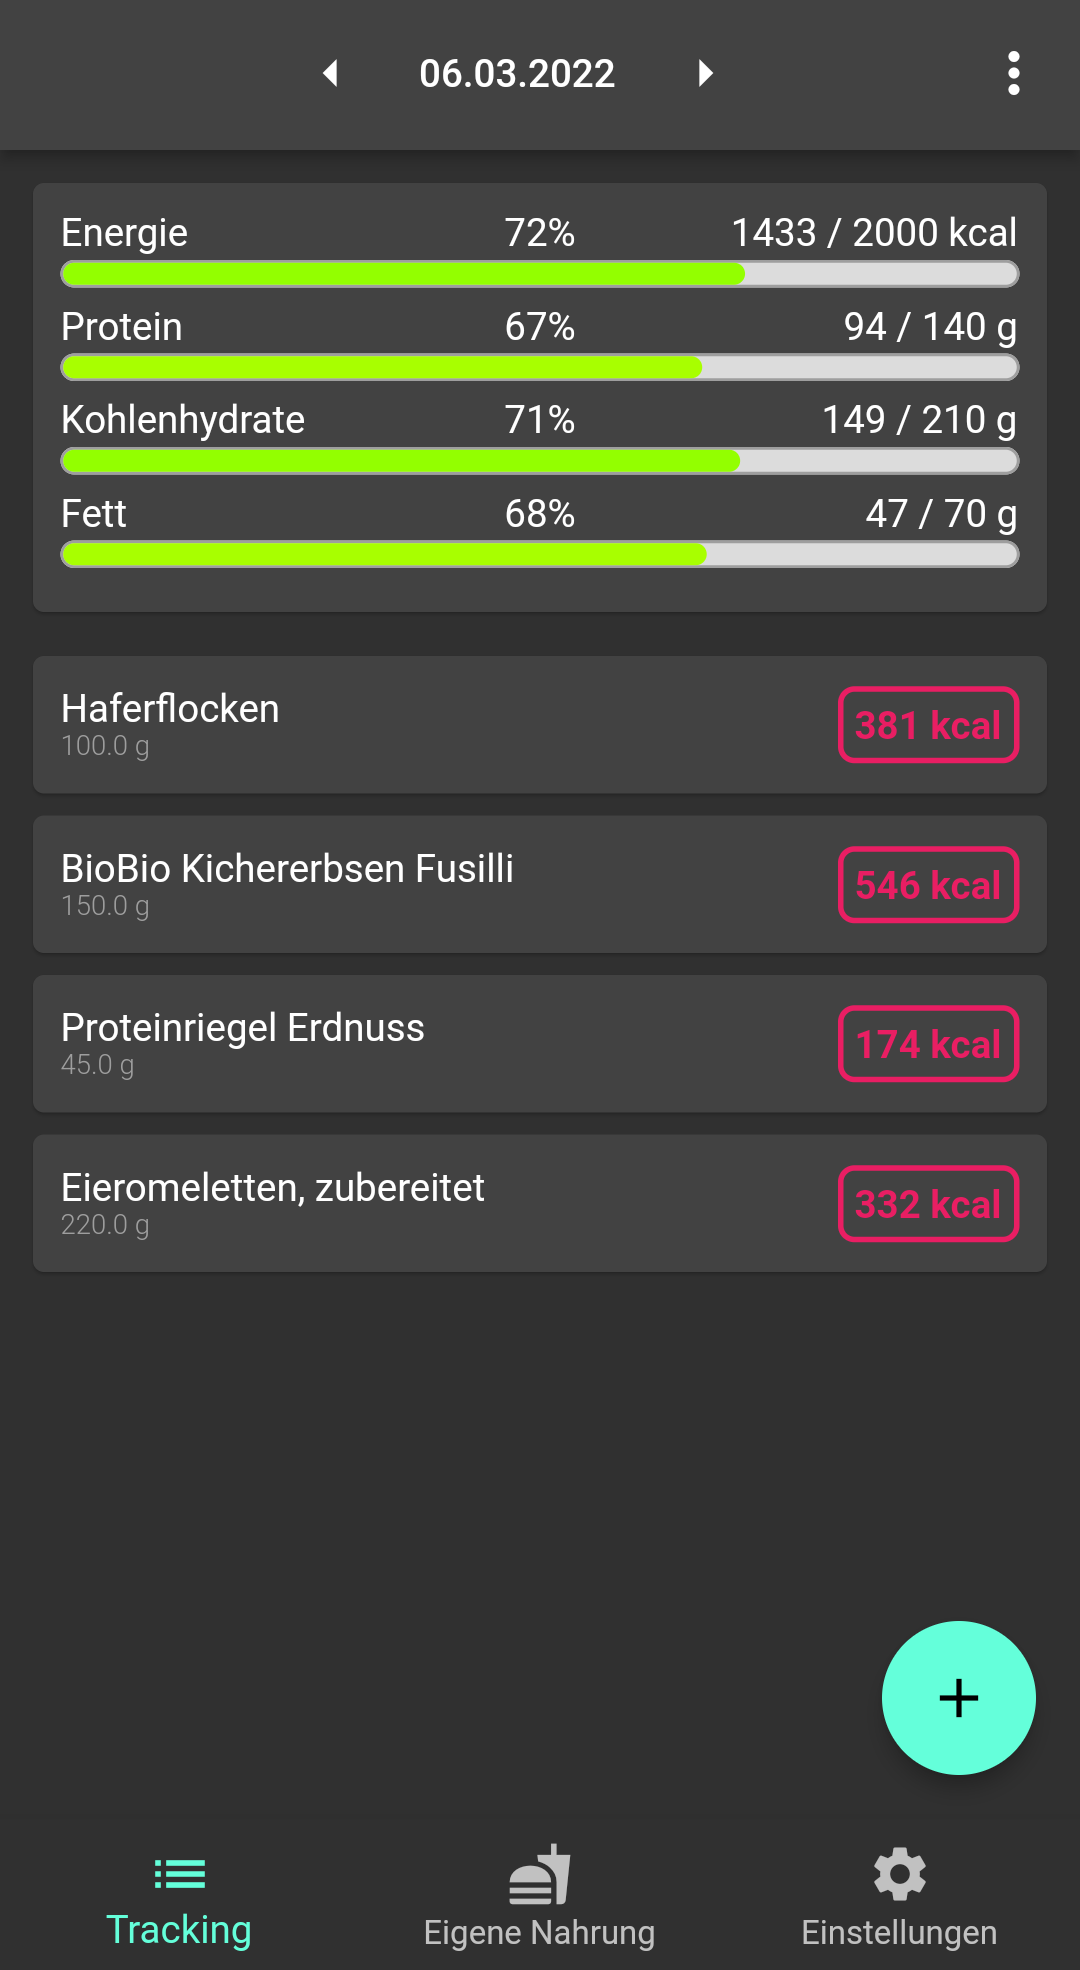 06.03.2022
Energie 72% 1433 / 2000 kcal
Protein 67% 94 / 140 g
Kohlenhydrate 71% 149 / 210 g
Fett 68% 47 / 70 g
Haferflocken
100.0 g
381 kcal
BioBio Kichererbsen Fusilli
150.0 g
546 kcal
Proteinriegel Erdnuss
45.0 g
174 kcal
Eieromeletten, zubereitet
220.0 g
332 kcal
Tracking Eigene Nahrung Einstellungen